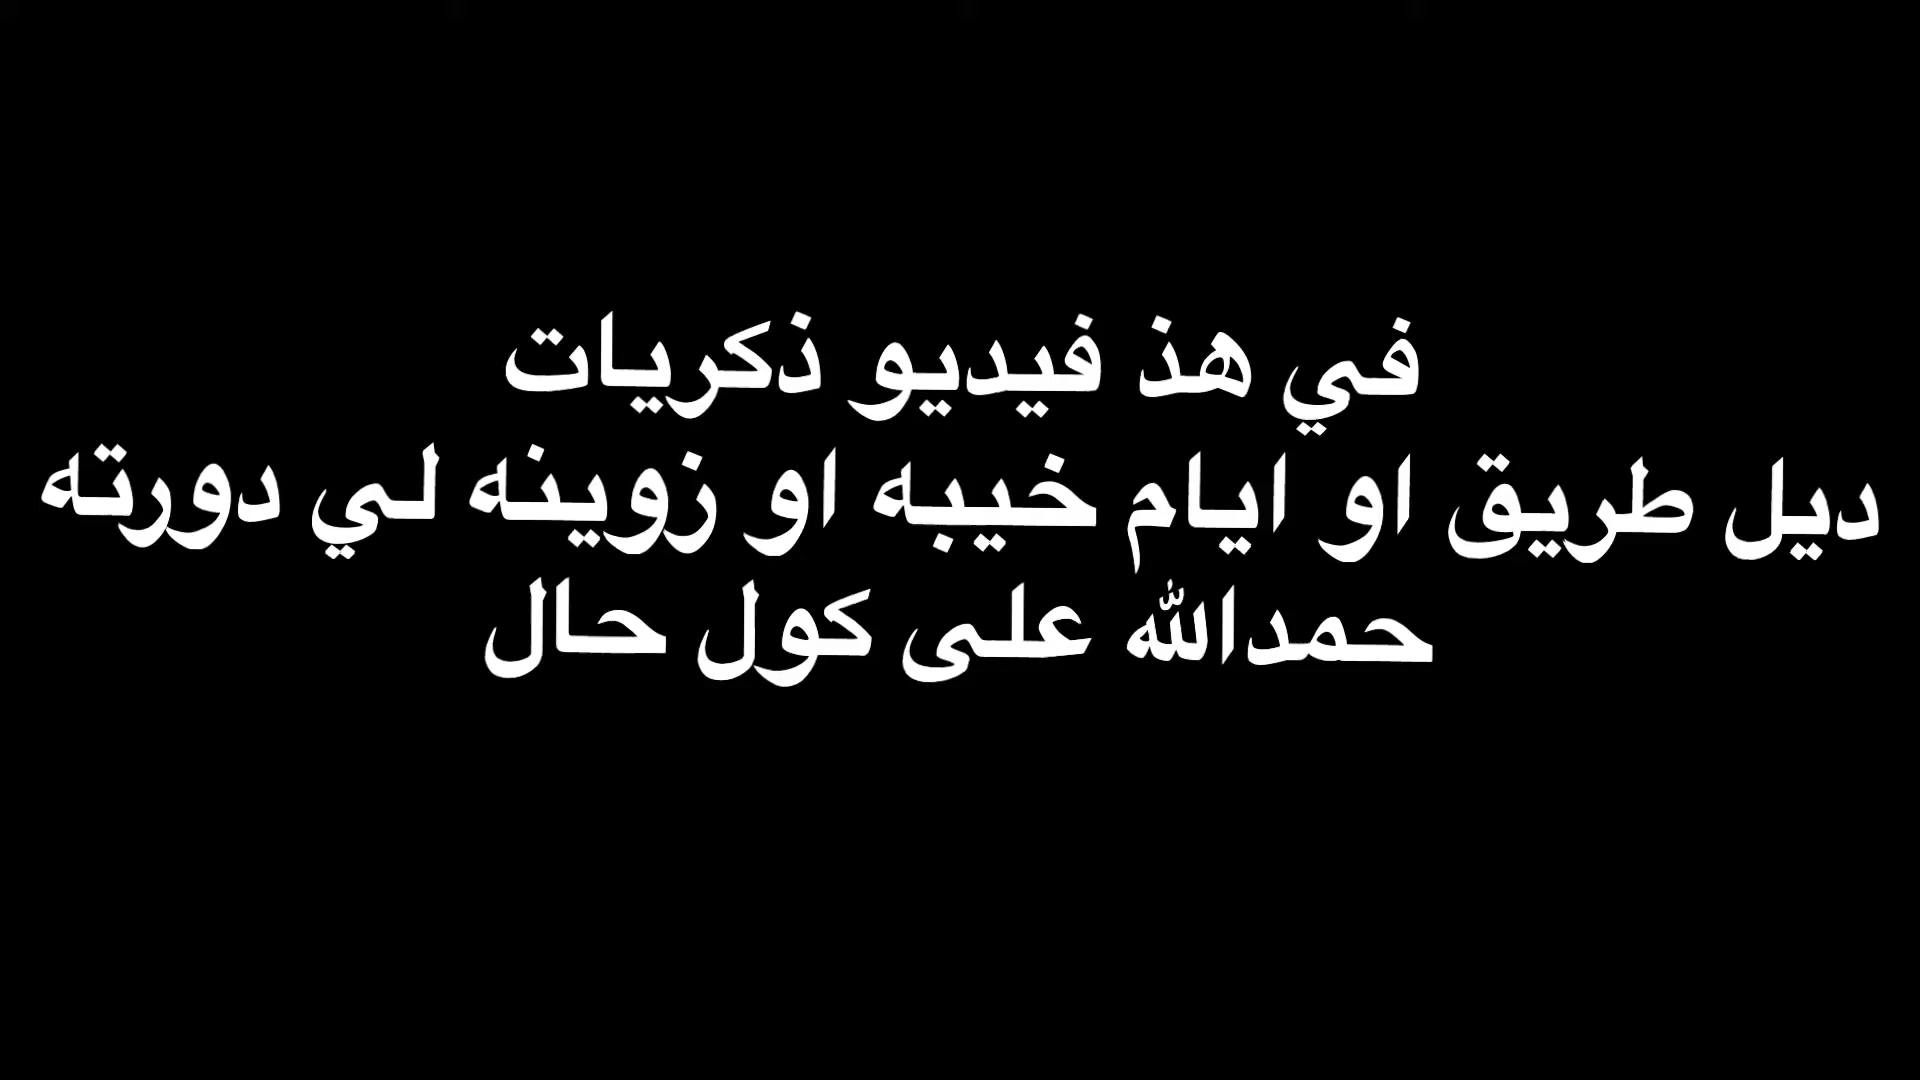 في هذ فيديو ذكريات
ديل طريق او ايام خيبه او زوينه لي دورته
حمدالله على كول حال